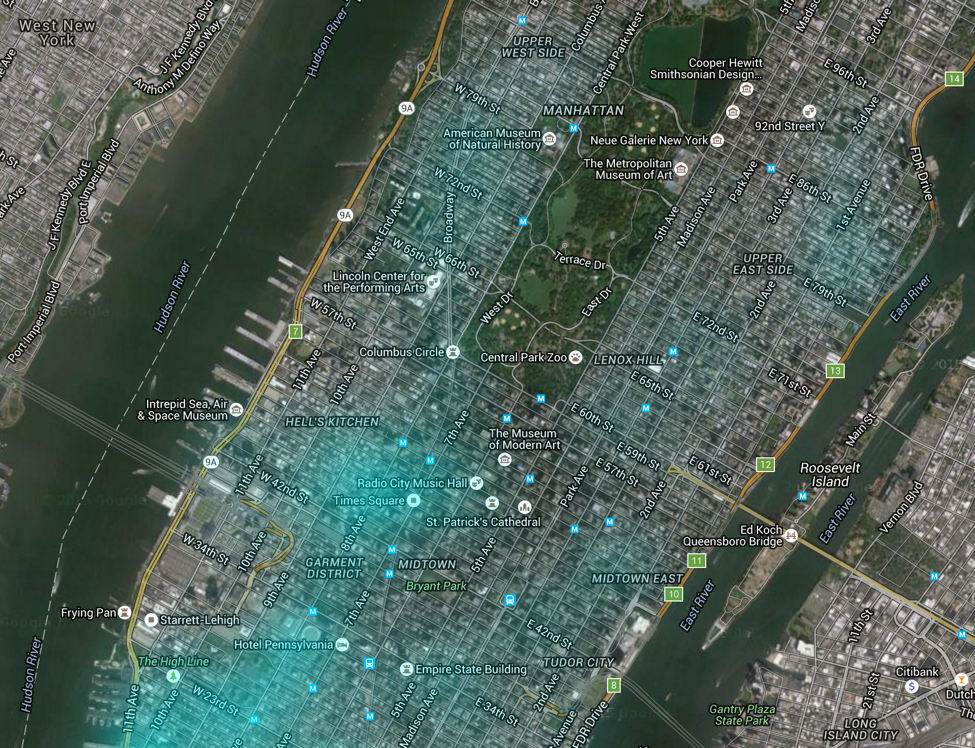 West New
York
J F Kennedy Blvd
Anthony M Defino Way
Hudson River
UPPER
WEST SIDE
Columbus
Central Park West
5th
Madison
3rd Ave
E 96th St
14
Cooper Hewitt
Smithsonian Design...
W 79th St
MANHATTAN
9A
American Museum
of Natural History
Neue Galerie New York
92nd Street Y
2nd Ave
The Metropolitan
Museum of Art
FDR Drive
J F Kennedy Blvd E
Port Imperial Blvd
W 72nd St
Park Ave
E 86th St
3rd Ave
1st Avenue
9A
West End Ave
Broadway
5th Ave
Madison Ave
W 65th St
W 66th St
Terrace Dr
UPPER
EAST SIDE
Hudson River
Lincoln Center for
the Performing Arts
E 79th St
East River
Port Imperial Blvd
W 57th St
West Dr
East Dr
2nd Ave
7
E 72nd St
Columbus Circle
Central Park Zoo
LENOX HILL
11th Ave
10th Ave
E 65th St
E 71st St
13
Intrepid Sea, Air
& Space Museum
HELL'S KITCHEN
7th Ave
E 60th St
Main St
The Museum
of Modern Art
E 59th St
9A
11th Ave
W 42nd St
E 57th St
E 61st St
12
Roosevelt
Island
Radio City Music Hall
Times Square
Park Ave
2nd Ave
Vernon Blvd
St. Patrick's Cathedral
East River
8th Ave
Ed Koch
Queensboro Bridge
W 34th St
10th Ave
5th Ave
GARMENT
DISTRICT
MIDTOWN
Bryant Park
11
MIDTOWN EAST
10
9th Ave
7th Ave
East River
Frying Pan
Starrett-Lehigh
Hotel Pennsylvania
E 42nd St
11th St
The High Line
Empire State Building
TUDOR CITY
Citibank
Hudson River
11th Ave
10th Ave
W 23rd St
5th Ave
Madison Ave
E 34th St
2nd Ave
8
FDR Drive
21st St
Dutch
Gantry Plaza
State Park
LONG
ISLAND CITY